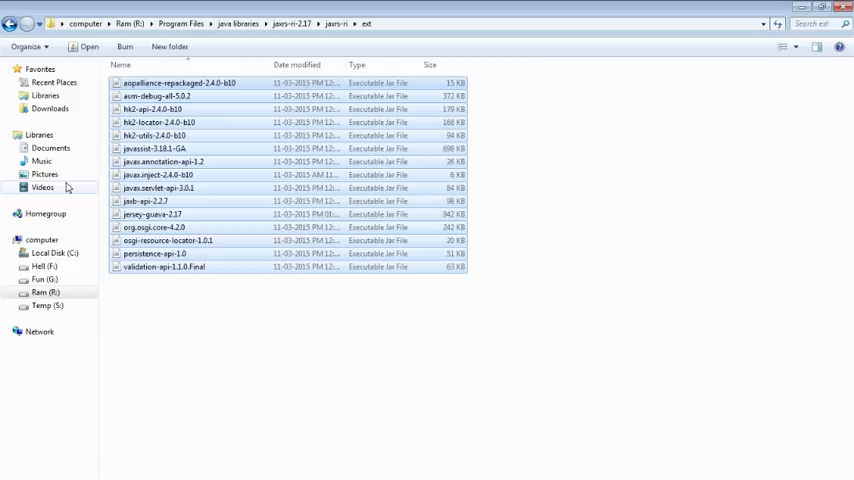 computer Ram (R:) Program Files java libraries jaxrs-ri-2.17 jaxrs-ri ext Search ext
Organize Open Burn New folder
Name Date modified Type Size
Favorites
Recent Places
Libraries
Downloads
Libraries
Documents
Music
Pictures
Videos
Homegroup
computer
Local Disk (C:)
Hell (F:)
Fun (G:)
Ram (R:)
Temp (S:)
Network
aopalliance-repackaged-2.4.0-b10 11-03-2015 PM 12:... Executable Jar File 15 KB
asm-debug-all-5.0.2 11-03-2015 PM 12:... Executable Jar File 372 KB
hk2-api-2.4.0-b10 11-03-2015 PM 12:... Executable Jar File 179 KB
hk2-locator-2.4.0-b10 11-03-2015 PM 12:... Executable Jar File 168 KB
hk2-utils-2.4.0-b10 11-03-2015 PM 12:... Executable Jar File 94 KB
javassist-3.18.1-GA 11-03-2015 PM 12:... Executable Jar File 698 KB
javax.annotation-api-1.2 11-03-2015 PM 12:... Executable Jar File 26 KB
javax.inject-2.4.0-b10 11-03-2015 AM 11... Executable Jar File 6 KB
javax.servlet-api-3.0.1 11-03-2015 PM 12:... Executable Jar File 84 KB
jaxb-api-2.2.7 11-03-2015 PM 12:... Executable Jar File 98 KB
jersey-guava-2.17 11-03-2015 PM 01:... Executable Jar File 942 KB
org.osgi.core-4.2.0 11-03-2015 PM 12:... Executable Jar File 242 KB
osgi-resource-locator-1.0.1 11-03-2015 PM 12:... Executable Jar File 20 KB
persistence-api-1.0 11-03-2015 PM 12:... Executable Jar File 51 KB
validation-api-1.1.0.Final 11-03-2015 PM 12:... Executable Jar File 63 KB